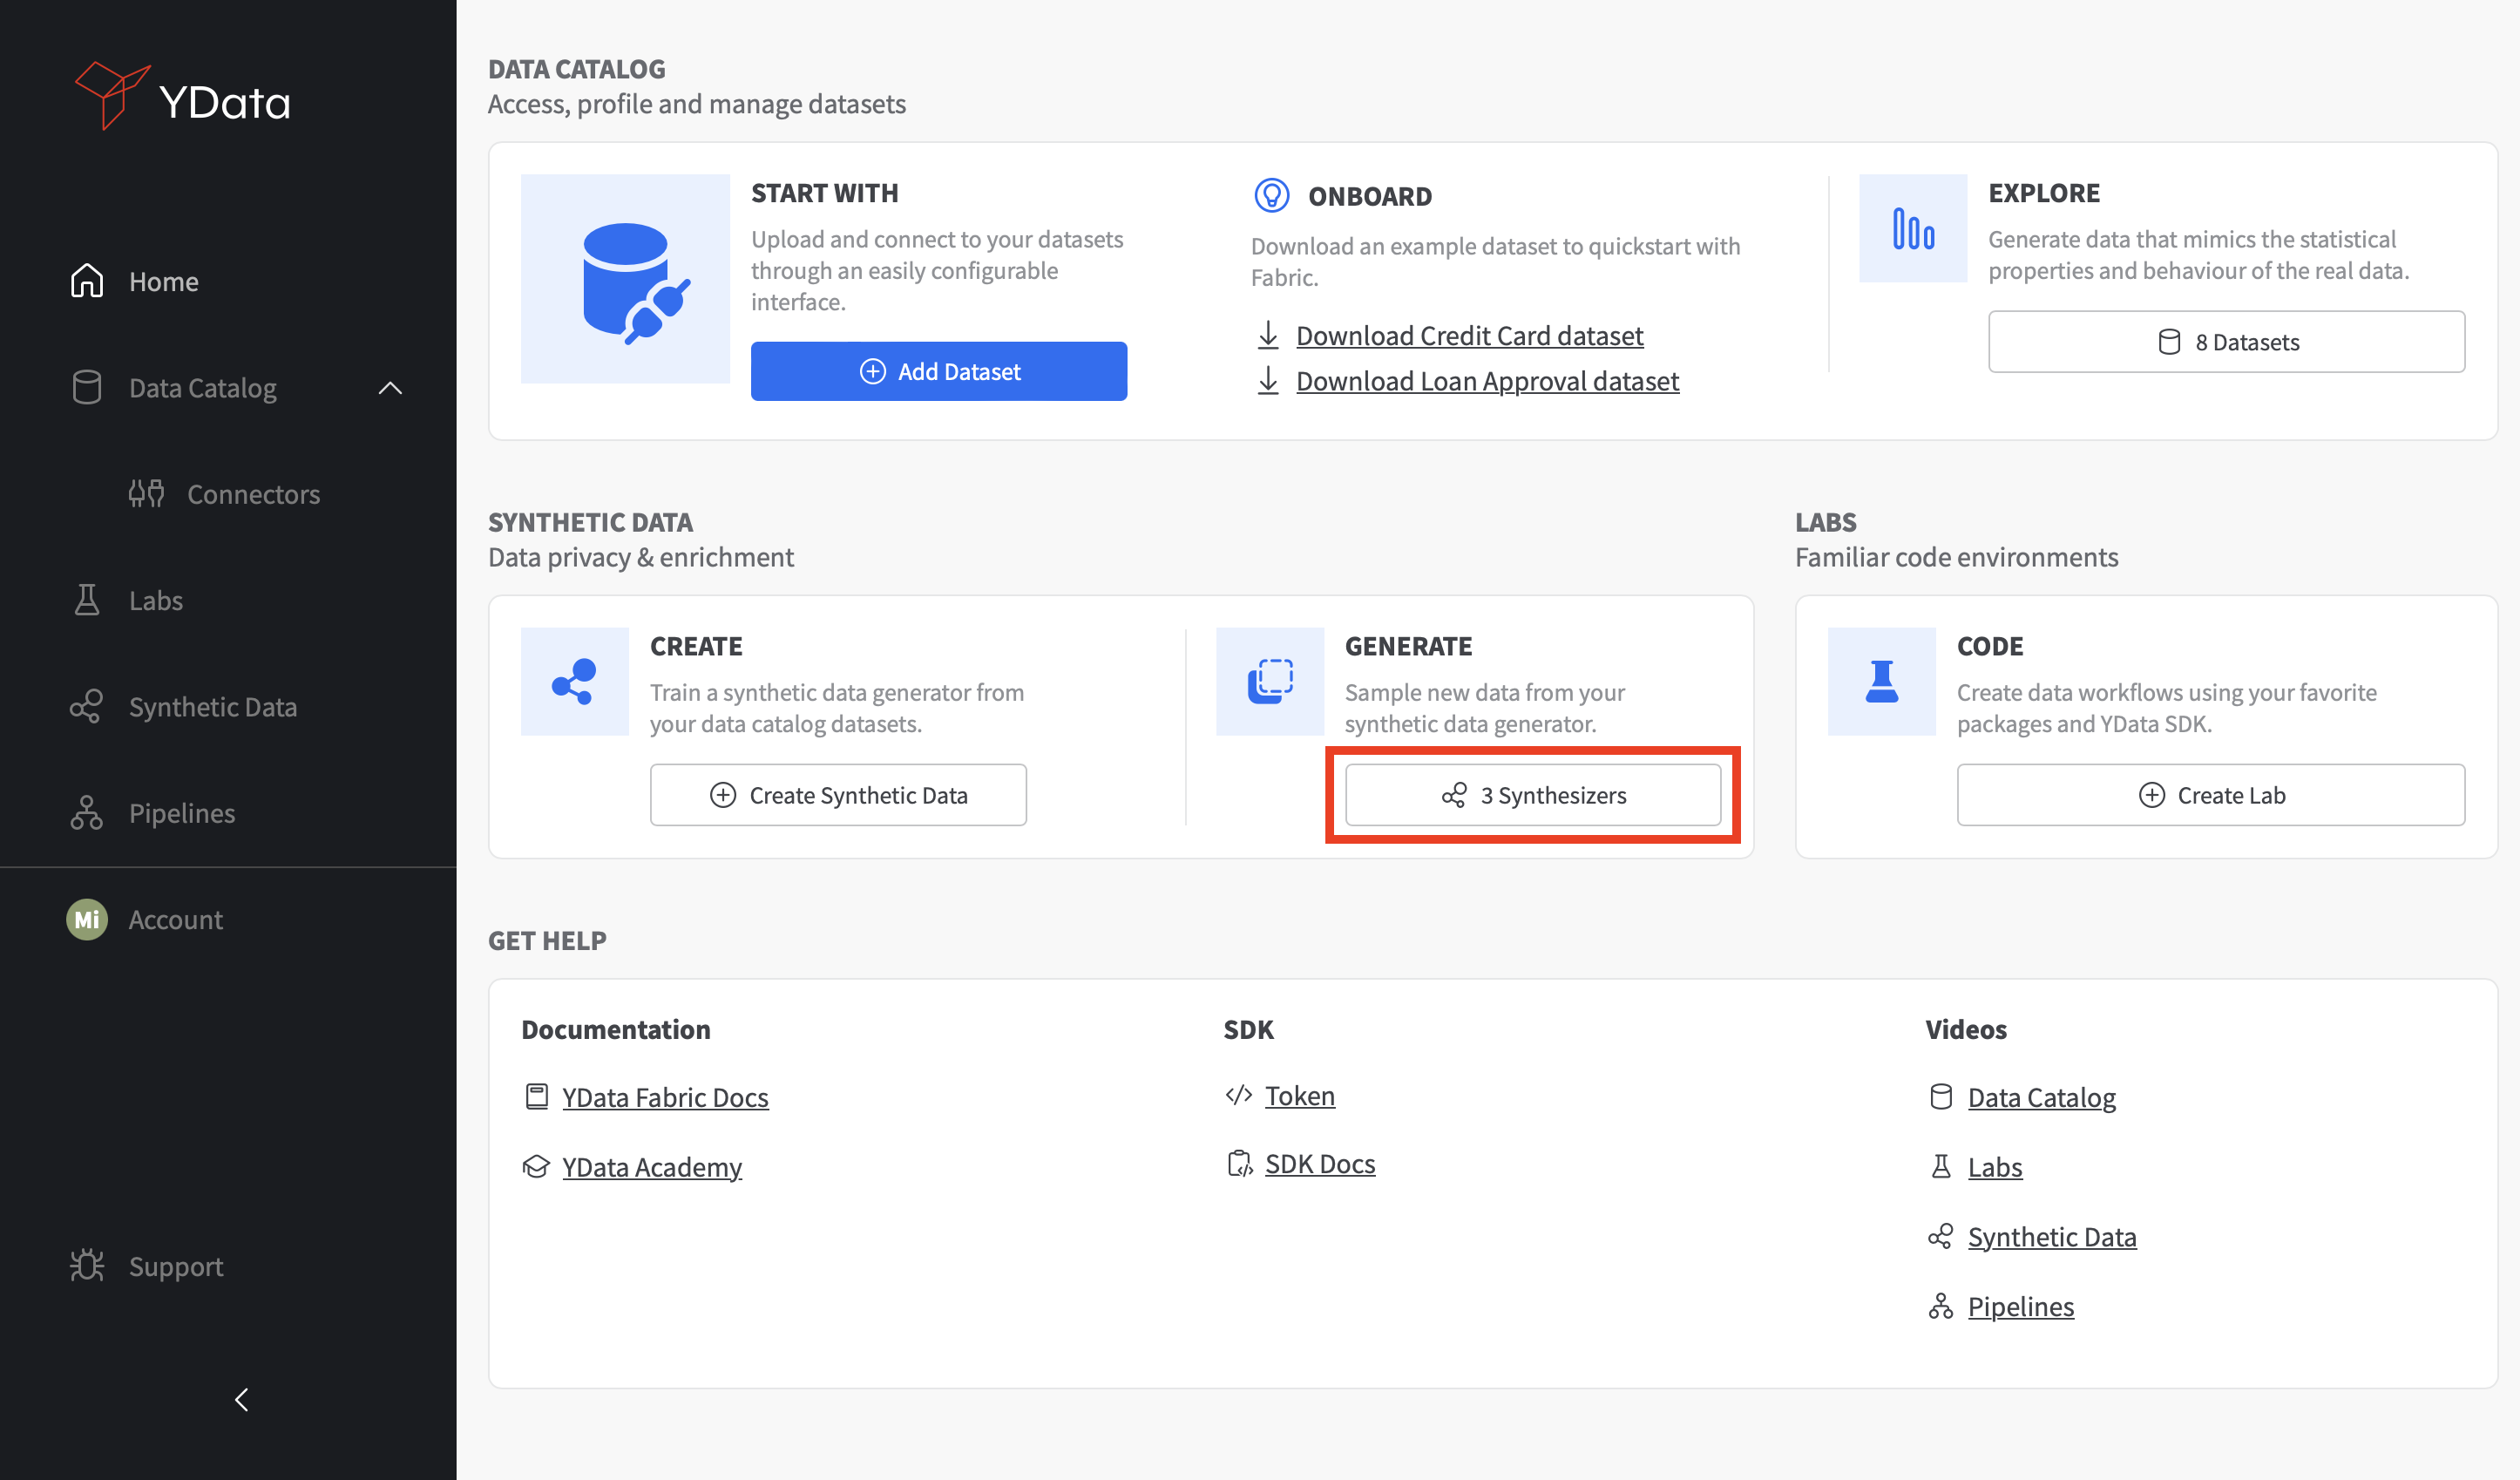 YData
Home
Data Catalog
Connectors
Labs
Synthetic Data
Pipelines
Mi Account
Support
DATA CATALOG
Access, profile and manage datasets
START WITH
Upload and connect to your datasets
through an easily configurable
interface.
Add Dataset
ONBOARD
Download an example dataset to quickstart with
Fabric.
Download Credit Card dataset
Download Loan Approval dataset
EXPLORE
Generate data that mimics the statistical
properties and behaviour of the real data.
8 Datasets
SYNTHETIC DATA
Data privacy & enrichment
CREATE
Train a synthetic data generator from
your data catalog datasets.
Create Synthetic Data
GENERATE
Sample new data from your
synthetic data generator.
3 Synthesizers
LABS
Familiar code environments
CODE
Create data workflows using your favorite
packages and YData SDK.
Create Lab
GET HELP
Documentation
YData Fabric Docs
YData Academy
SDK
Token
SDK Docs
Videos
Data Catalog
Labs
Synthetic Data
Pipelines